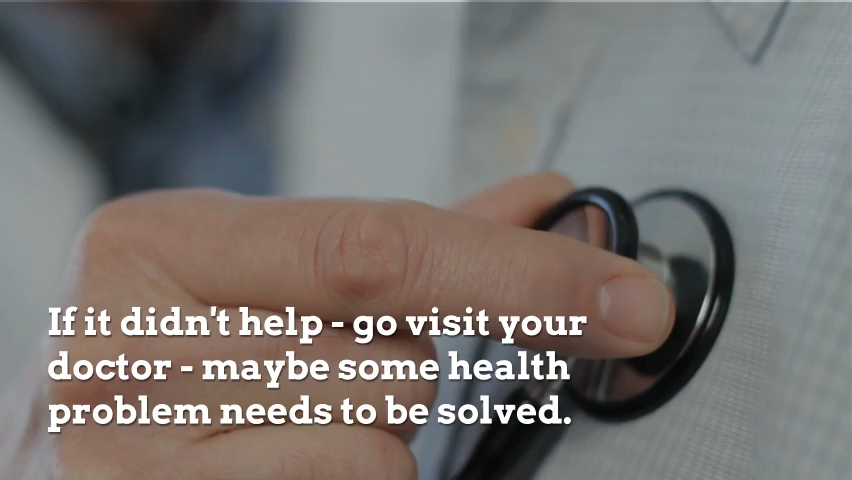 If it didn't help - go visit your
doctor - maybe some health
problem needs to be solved.